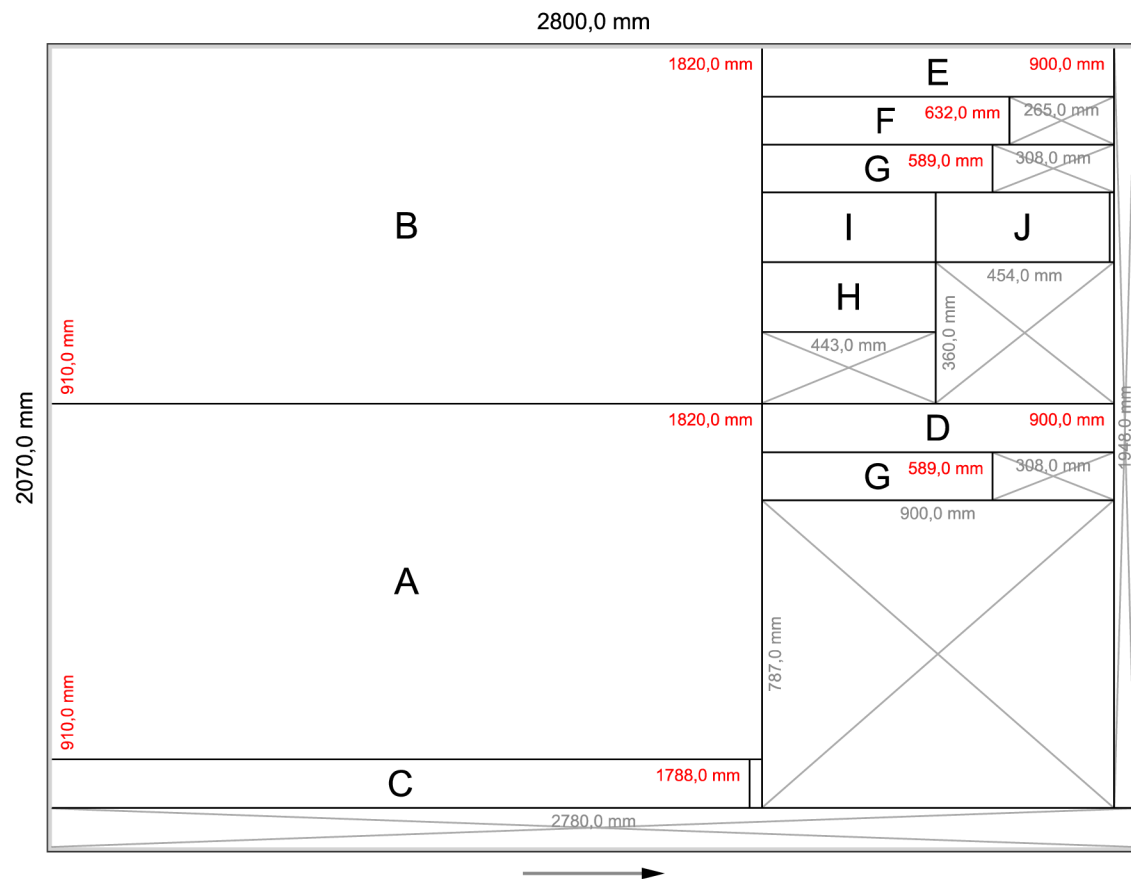 2800,0 mm
1820,0 mm
E
900,0 mm
F
632,0 mm
265,0 mm
G
589,0 mm
308,0 mm
B
I
J
454,0 mm
H
443,0 mm
360,0 mm
910,0 mm
2070,0 mm
1820,0 mm
D
900,0 mm
1948,0 mm
G
589,0 mm
308,0 mm
900,0 mm
A
787,0 mm
910,0 mm
C
1788,0 mm
2780,0 mm